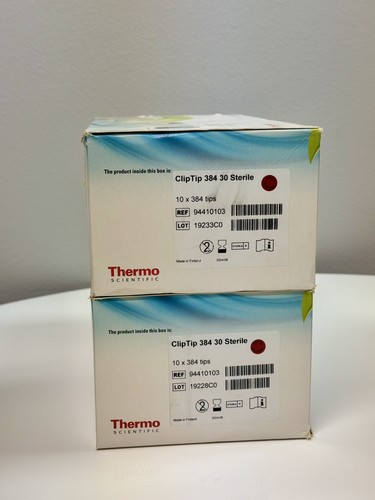 The product inside this box is:
ClipTip 384 30 Sterile
10 x 384 tips
REF 94410103
LOT 19233C0
2
Made in Finland
Thermo
SCIENTIFIC
The product inside this box is:
ClipTip 384 30 Sterile
10 x 384 tips
REF 94410103
LOT 19228C0
2
Made in Finland
Thermo
SCIENTIFIC